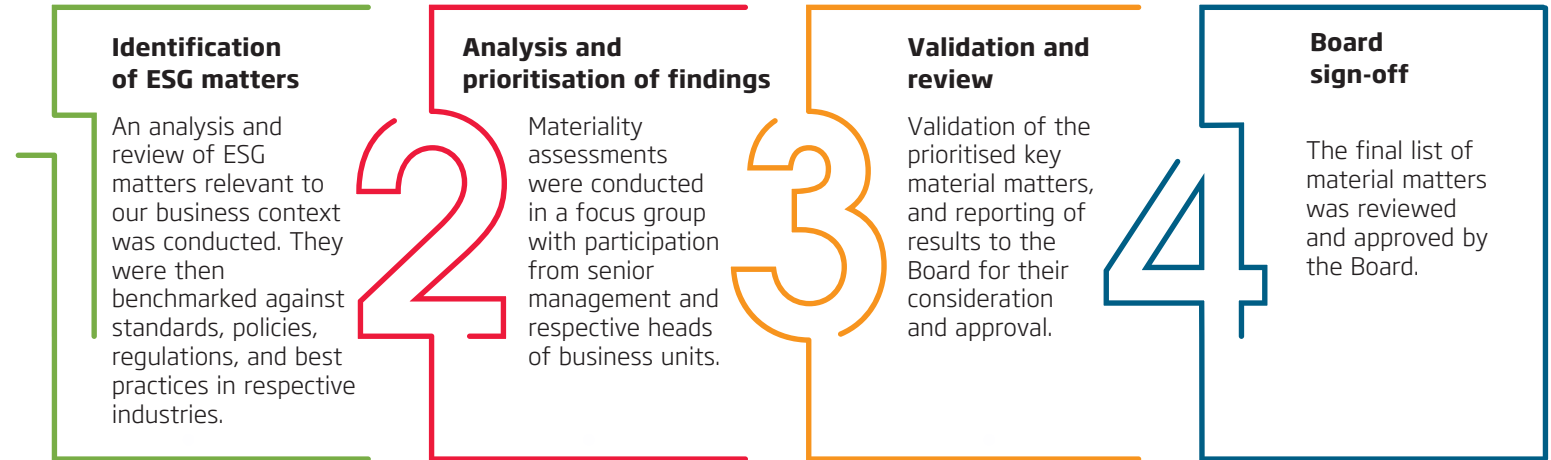 1
Identification
of ESG matters
An analysis and
review of ESG
matters relevant to
our business context
was conducted. They
were then
benchmarked against
standards, policies,
regulations, and best
practices in respective
industries.
2
Analysis and
prioritisation of findings
Materiality
assessments
were conducted
in a focus group
with participation
from senior
management and
respective heads
of business units.
3
Validation and
review
Validation of the
prioritised key
material matters,
and reporting of
results to the
Board for their
consideration
and approval.
4
Board
sign-off
The final list of
material matters
was reviewed
and approved by
the Board.